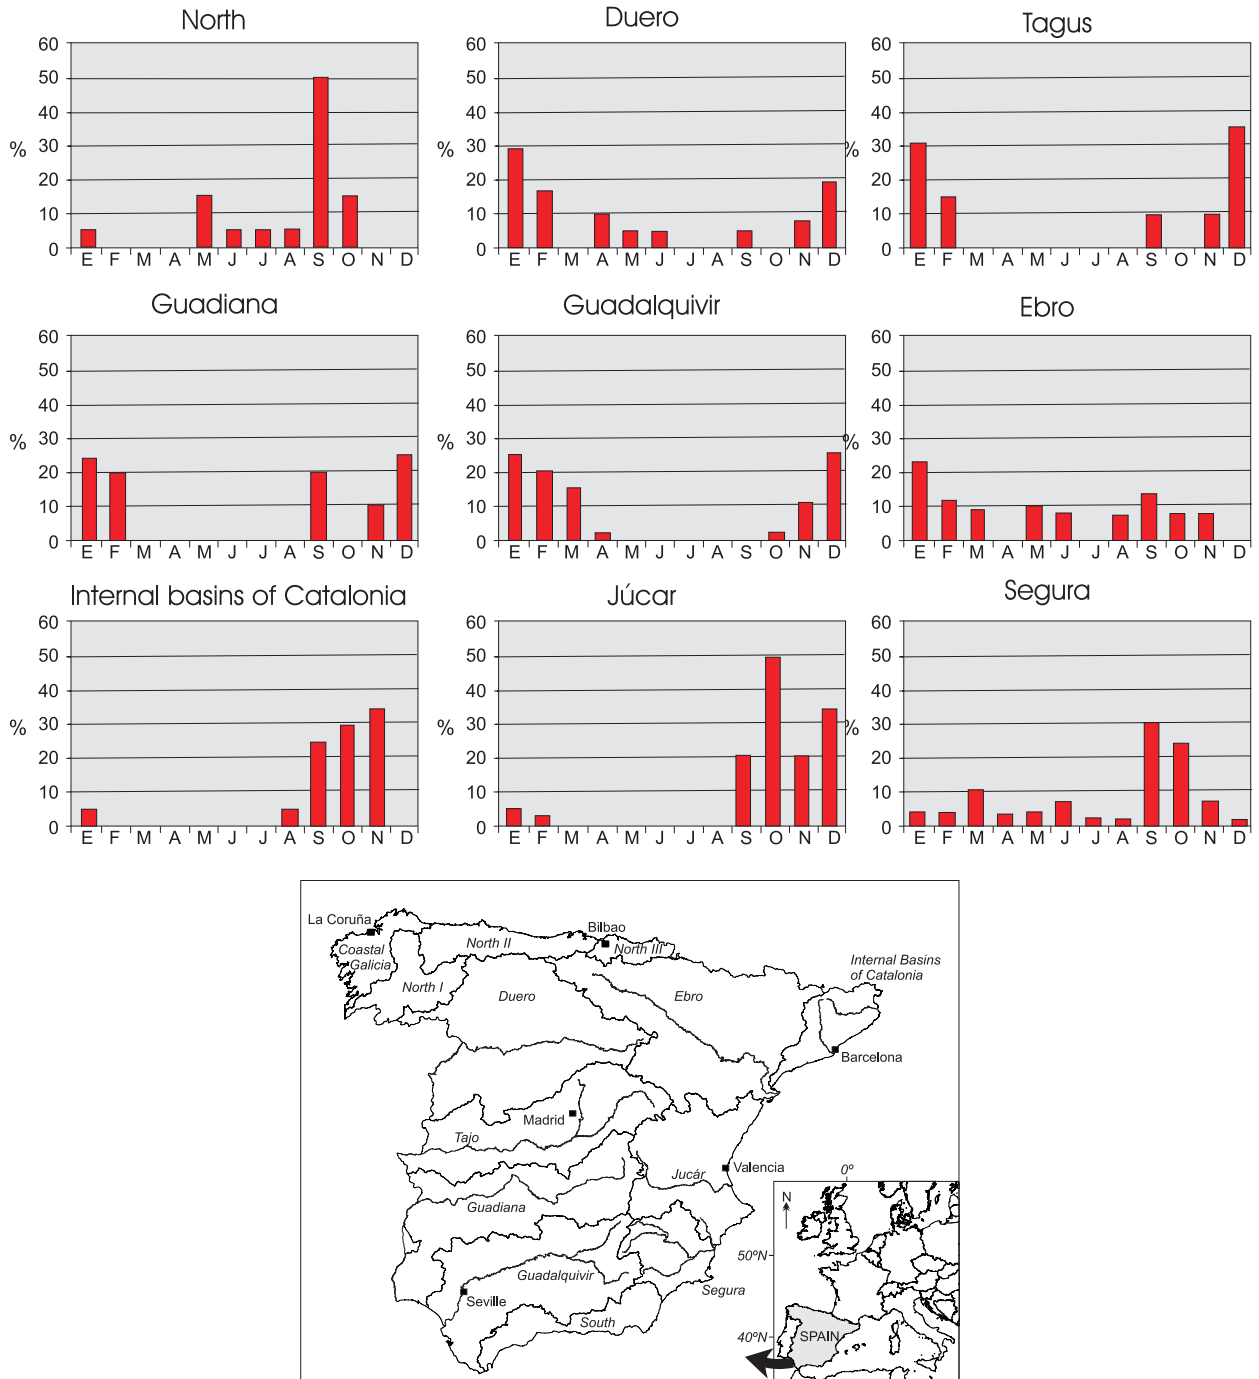 North
Duero
Tagus
60
50
40
30
20
10
0
%
E F M A M J J A S O N D
60
50
40
30
20
10
0
%
E F M A M J J A S O N D
60
50
40
30
20
10
0
%
E F M A M J J A S O N D
Guadiana
Guadalquivir
Ebro
60
50
40
30
20
10
0
%
E F M A M J J A S O N D
60
50
40
30
20
10
0
%
E F M A M J J A S O N D
60
50
40
30
20
10
0
%
E F M A M J J A S O N D
Internal basins of Catalonia
Júcar
Segura
60
50
40
30
20
10
0
%
E F M A M J J A S O N D
60
50
40
30
20
10
0
%
E F M A M J J A S O N D
60
50
40
30
20
10
0
%
E F M A M J J A S O N D
La Coruña
Bilbao
Coastal
Galicia
North II
North III
Internal Basins
of Catalonia
North I
Duero
Ebro
Barcelona
Madrid
Tajo
Valencia
Jucár
0º
N
Guadiana
50ºN
Guadalquivir
Segura
Seville
South
40ºN
SPAIN